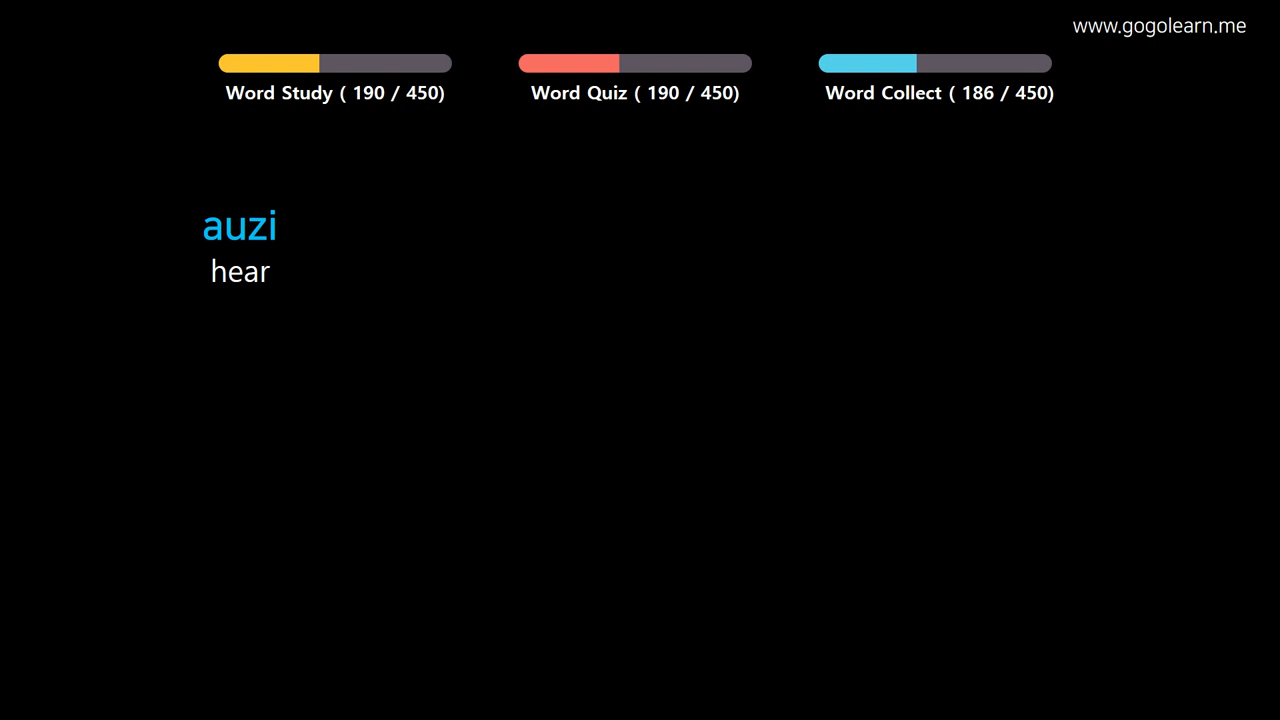 www.gogolearn.me
Word Study ( 190 / 450)
Word Quiz ( 190 / 450)
Word Collect ( 186 / 450)
auzi
hear